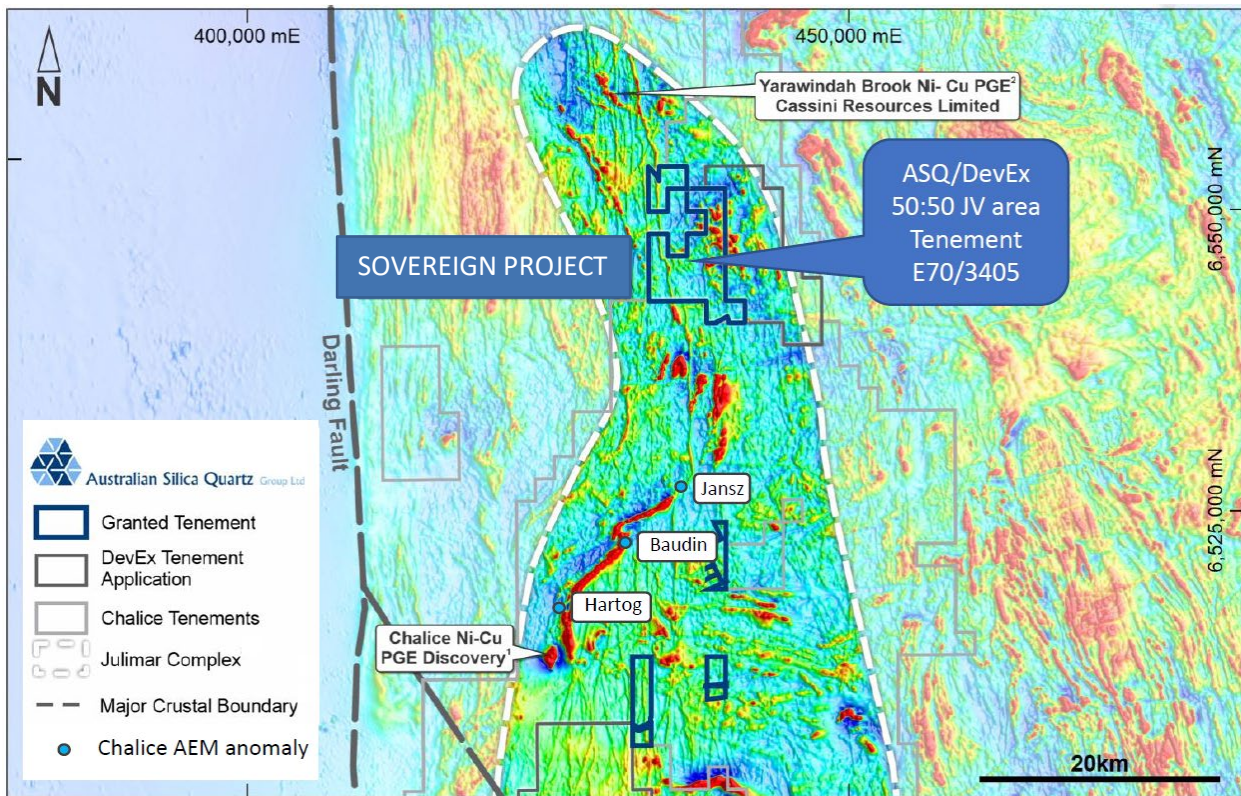 400,000 mE
450,000 mE
N
Yarawindah Brook Ni- Cu PGE²
Cassini Resources Limited
ASQ/DevEx
50:50 JV area
Tenement
E70/3405
6,550,000 mN
SOVEREIGN PROJECT
Darling Fault
Jansz
Baudin
6,525,000 mN
Hartog
Chalice Ni-Cu
PGE Discovery¹
Australian Silica Quartz Group Ltd
Granted Tenement
DevEx Tenement
Application
Chalice Tenements
Julimar Complex
Major Crustal Boundary
Chalice AEM anomaly
20km